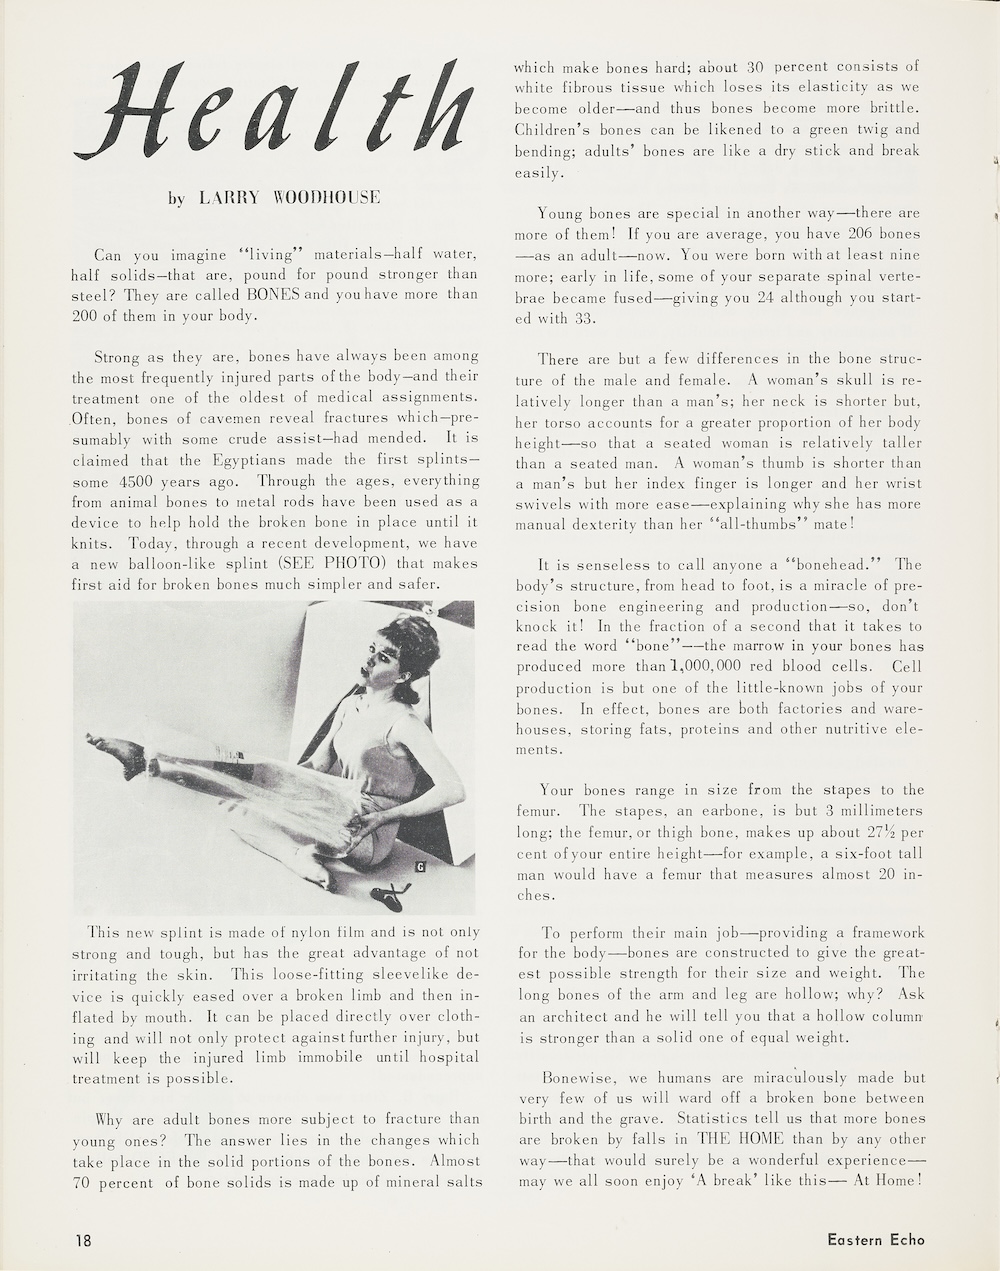 Health
by LARRY WOODHOUSE
Can you imagine “living” materials—half water,
half solids—that are, pound for pound stronger than
steel? They are called BONES and you have more than
200 of them in your body.
Strong as they are, bones have always been among
the most frequently injured parts of the body—and their
treatment one of the oldest of medical assignments.
Often, bones of cavemen reveal fractures which—pre-
sumably with some crude assist—had mended. It is
claimed that the Egyptians made the first splints—
some 4500 years ago. Through the ages, everything
from animal bones to metal rods have been used as a
device to help hold the broken bone in place until it
knits. Today, through a recent development, we have
a new balloon-like splint (SEE PHOTO) that makes
first aid for broken bones much simpler and safer.
G
This new splint is made of nylon film and is not only
strong and tough, but has the great advantage of not
irritating the skin. This loose-fitting sleevelike de-
vice is quickly eased over a broken limb and then in-
flated by mouth. It can be placed directly over cloth-
ing and will not only protect against further injury, but
will keep the injured limb immobile until hospital
treatment is possible.
Why are adult bones more subject to fracture than
young ones? The answer lies in the changes which
take place in the solid portions of the bones. Almost
70 percent of bone solids is made up of mineral salts
which make bones hard; about 30 percent consists of
white fibrous tissue which loses its elasticity as we
become older—and thus bones become more brittle.
Children’s bones can be likened to a green twig and
bending; adults’ bones are like a dry stick and break
easily.
Young bones are special in another way—there are
more of them! If you are average, you have 206 bones
—as an adult—now. You were born with at least nine
more; early in life, some of your separate spinal verte-
brae became fused—giving you 24 although you start-
ed with 33.
There are but a few differences in the bone struc-
ture of the male and female. A woman’s skull is re-
latively longer than a man’s; her neck is shorter but,
her torso accounts for a greater proportion of her body
height—so that a seated woman is relatively taller
than a seated man. A woman’s thumb is shorter than
a man’s but her index finger is longer and her wrist
swivels with more ease—explaining why she has more
manual dexterity than her “all-thumbs” mate!
It is senseless to call anyone a “bonehead.” The
body’s structure, from head to foot, is a miracle of pre-
cision bone engineering and production—so, don’t
knock it! In the fraction of a second that it takes to
read the word “bone”——the marrow in your bones has
produced more than 1,000,000 red blood cells. Cell
production is but one of the little-known jobs of your
bones. In effect, bones are both factories and ware-
houses, storing fats, proteins and other nutritive ele-
ments.
Your bones range in size from the stapes to the
femur. The stapes, an earbone, is but 3 millimeters
long; the femur, or thigh bone, makes up about 27½ per
cent of your entire height—for example, a six-foot tall
man would have a femur that measures almost 20 in-
ches.
To perform their main job—providing a framework
for the body—bones are constructed to give the great-
est possible strength for their size and weight. The
long bones of the arm and leg are hollow; why? Ask
an architect and he will tell you that a hollow column
is stronger than a solid one of equal weight.
Bonewise, we humans are miraculously made but
very few of us will ward off a broken bone between
birth and the grave. Statistics tell us that more bones
are broken by falls in THE HOME than by any other
way—that would surely be a wonderful experience—
may we all soon enjoy ‘A break’ like this— At Home!
18
Eastern Echo